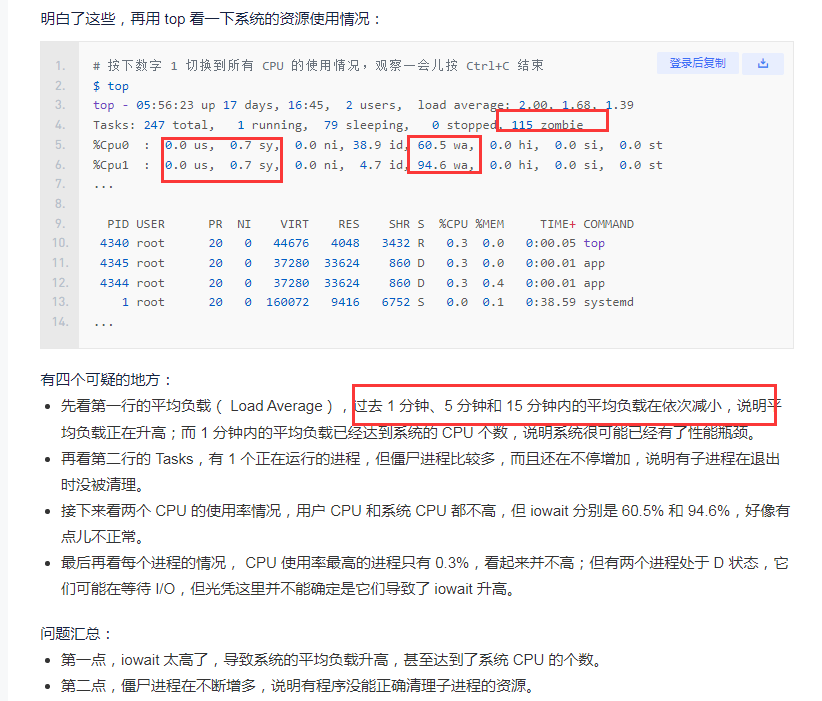 明白了这些，再用 top 看一下系统的资源使用情况：
登录后复制
1. # 按下数字 1 切换到所有 CPU 的使用情况，观察一会儿按 Ctrl+C 结束
2. $ top
3. top - 05:56:23 up 17 days, 16:45,  2 users,  load average: 2.00, 1.68, 1.39
4. Tasks: 247 total,   1 running,  79 sleeping,   0 stopped, 115 zombie
5. %Cpu0  :  0.0 us,  0.7 sy,  0.0 ni, 38.9 id, 60.5 wa,  0.0 hi,  0.0 si,  0.0 st
6. %Cpu1  :  0.0 us,  0.7 sy,  0.0 ni,  4.7 id, 94.6 wa,  0.0 hi,  0.0 si,  0.0 st
7. ...
8.
9.   PID USER      PR  NI    VIRT    RES    SHR S  %CPU %MEM     TIME+ COMMAND
10.  4340 root      20   0   44676   4048   3432 R   0.3  0.0   0:00.05 top
11.  4345 root      20   0   37280  33624    860 D   0.3  0.0   0:00.01 app
12.  4344 root      20   0   37280  33624    860 D   0.3  0.4   0:00.01 app
13.     1 root      20   0  160072   9416   6752 S   0.0  0.1   0:38.59 systemd
14. ...
有四个可疑的地方：
• 先看第一行的平均负载（ Load Average），过去 1 分钟、5 分钟和 15 分钟内的平均负载在依次减小，说明平
均负载正在升高；而 1 分钟内的平均负载已经达到系统的 CPU 个数，说明系统很可能已经有了性能瓶颈。
• 再看第二行的 Tasks，有 1 个正在运行的进程，但僵尸进程比较多，而且还在不停增加，说明有子进程在退出
时没被清理。
• 接下来看两个 CPU 的使用率情况，用户 CPU 和系统 CPU 都不高，但 iowait 分别是 60.5% 和 94.6%，好像有
点儿不正常。
• 最后再看每个进程的情况， CPU 使用率最高的进程只有 0.3%，看起来并不高；但有两个进程处于 D 状态，它
们可能在等待 I/O，但光凭这里并不能确定是它们导致了 iowait 升高。
问题汇总：
• 第一点，iowait 太高了，导致系统的平均负载升高，甚至达到了系统 CPU 的个数。
• 第二点，僵尸进程在不断增多，说明有程序没能正确清理子进程的资源。